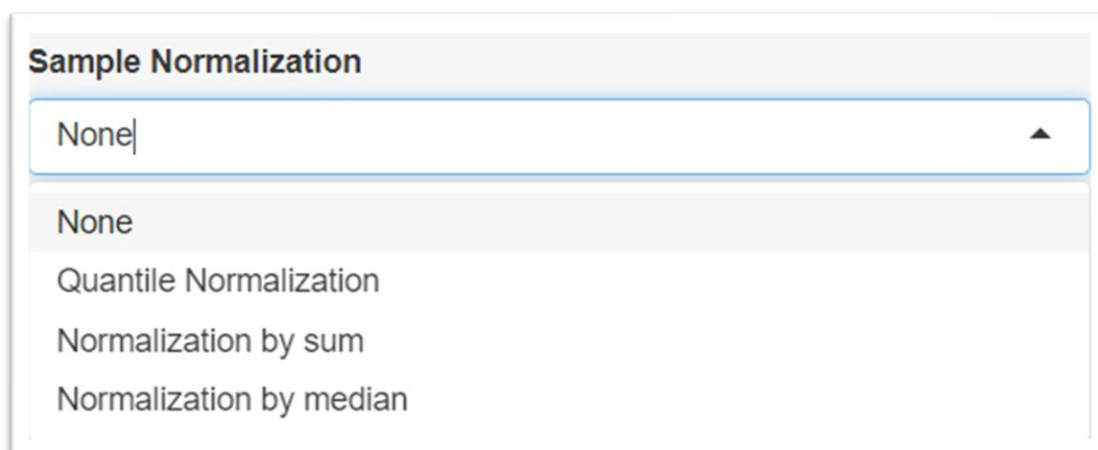 Sample Normalization
None
None
Quantile Normalization
Normalization by sum
Normalization by median